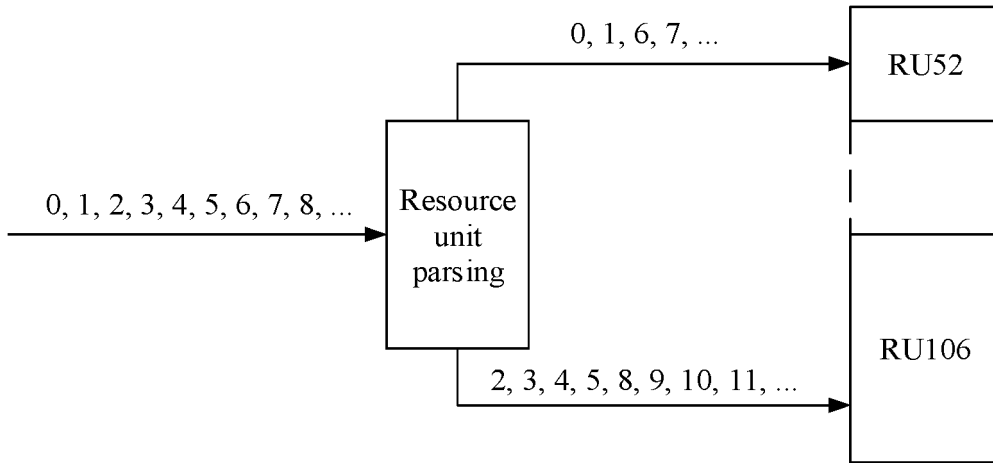 0, 1, 6, 7, ...
RU52
0, 1, 2, 3, 4, 5, 6, 7, 8, ...
Resource
unit
parsing
RU106
2, 3, 4, 5, 8, 9, 10, 11, ...